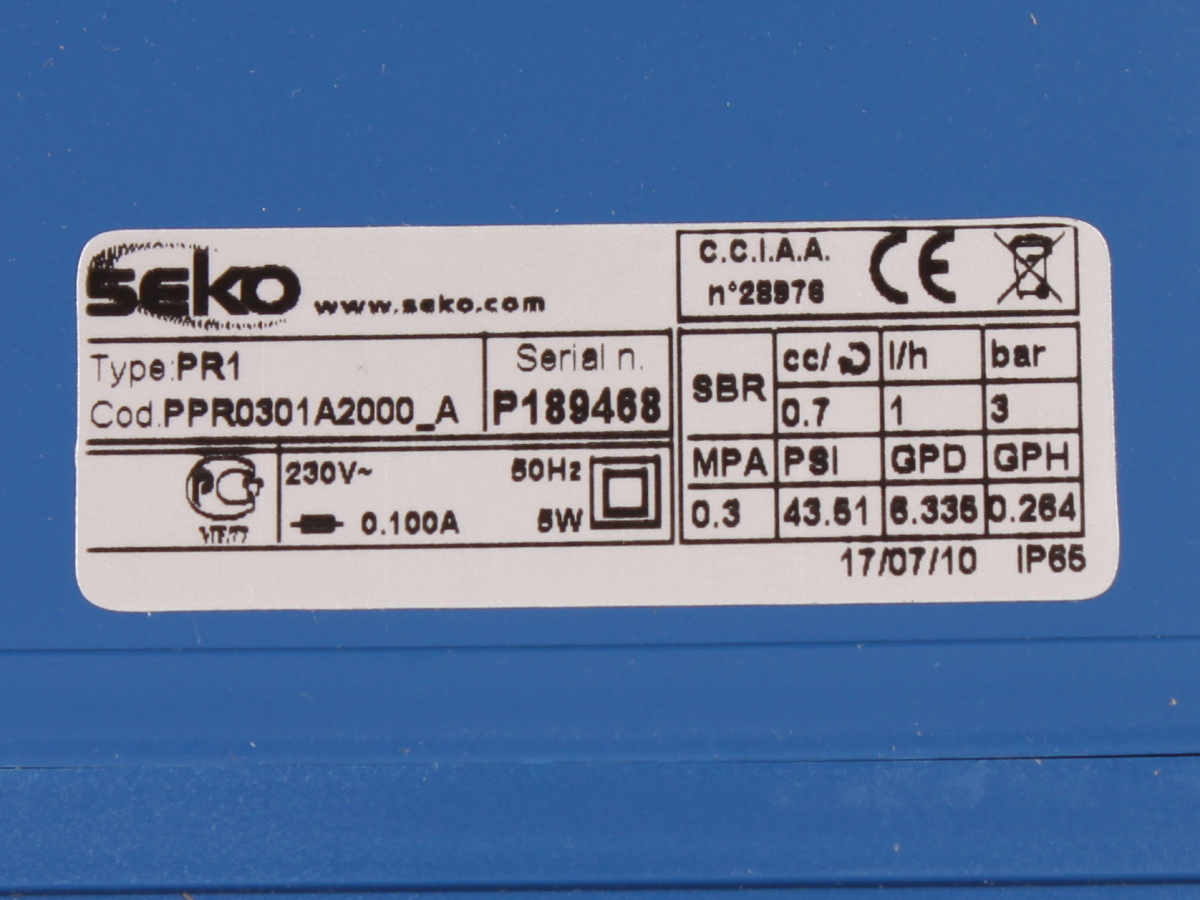 SEKO www.seko.com
C.C.I.A.A.
n°28976
CE
Type:PR1
Cod.PPR0301A2000_A
Serial n.
P189468
230V~ 50Hz
0.100A 5W
SBR cc/ l/h bar
0.7 1 3
MPA PSI GPD GPH
0.3 43.51 6.335 0.264
17/07/10 IP65